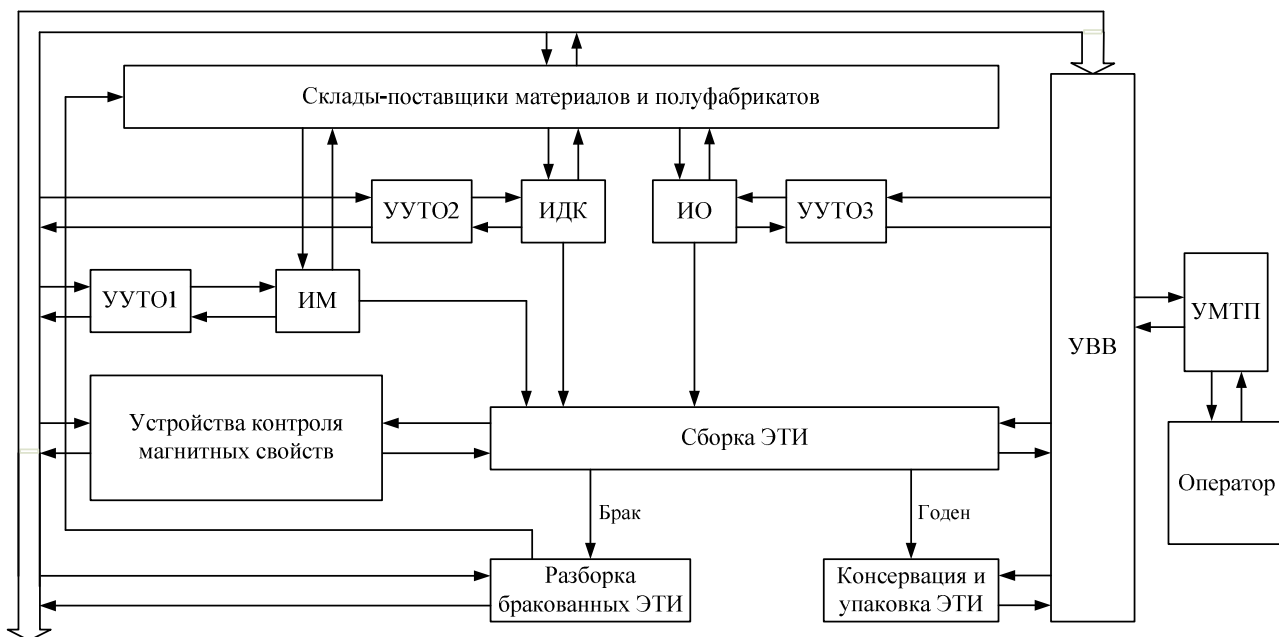 Склады-поставщики материалов и полуфабрикатов
УУТО2
ИДК
ИО
УУТО3
УУТО1
ИМ
УВВ
УМТП
Устройства контроля
магнитных свойств
Сборка ЭТИ
Оператор
Брак
Годен
Разборка
бракованных ЭТИ
Консервация и
упаковка ЭТИ